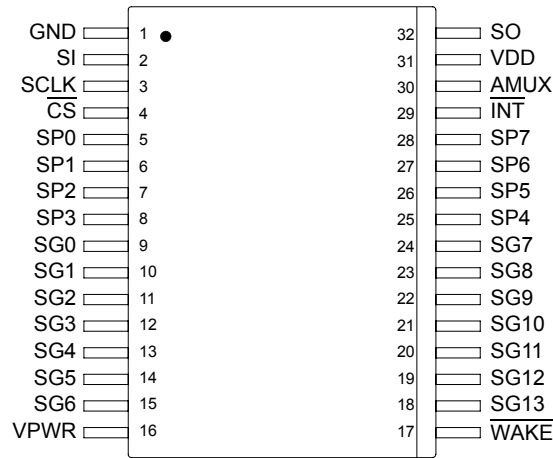 GND 1 32 SO
SI 2 31 VDD
SCLK 3 30 AMUX
C̅S̅ 4 29 I̅N̅T̅
SP0 5 28 SP7
SP1 6 27 SP6
SP2 7 26 SP5
SP3 8 25 SP4
SG0 9 24 SG7
SG1 10 23 SG8
SG2 11 22 SG9
SG3 12 21 SG10
SG4 13 20 SG11
SG5 14 19 SG12
SG6 15 18 SG13
VPWR 16 17 W̅A̅K̅E̅